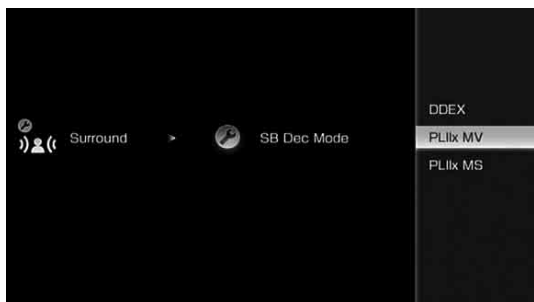 Surround > SB Dec Mode
DDEX
PLIIx MV
PLIIx MS